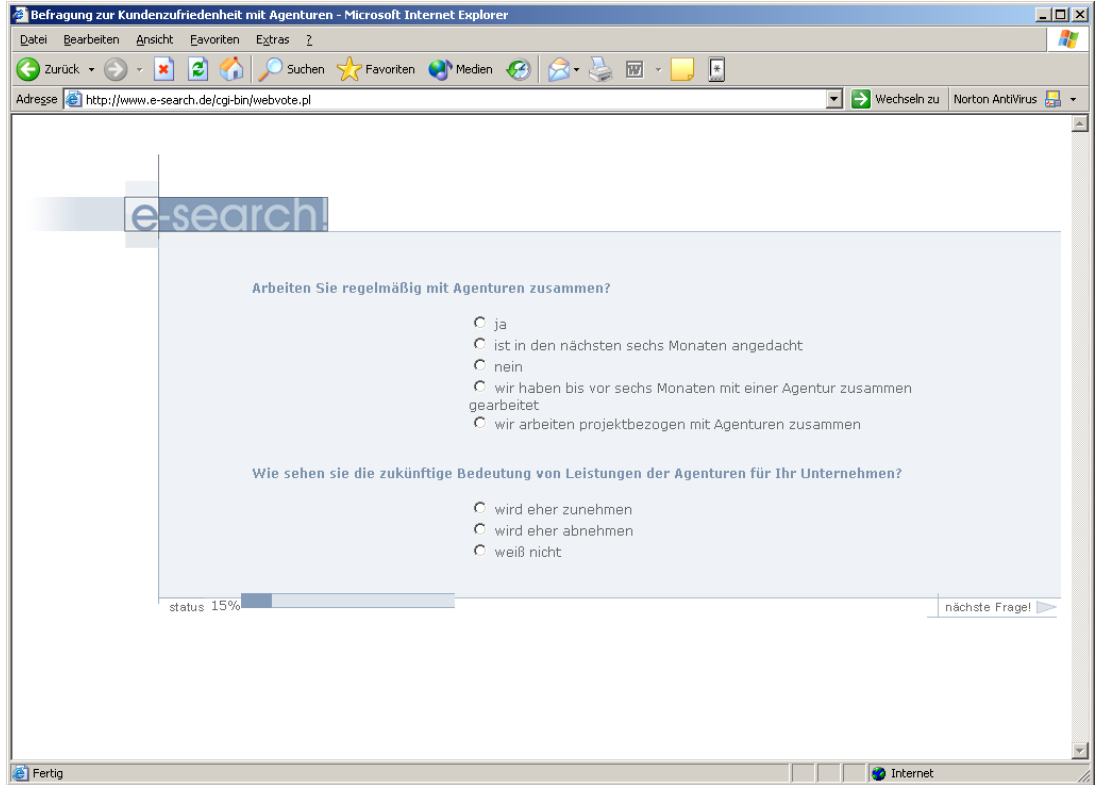 Befragung zur Kundenzufriedenheit mit Agenturen - Microsoft Internet Explorer
Datei Bearbeiten Ansicht Favoriten Extras ?
Zurück Suchen Favoriten Medien
Adresse http://www.e-search.de/cgi-bin/webvote.pl Wechseln zu Norton AntiVirus
e-search!
Arbeiten Sie regelmäßig mit Agenturen zusammen?
ja
ist in den nächsten sechs Monaten angedacht
nein
wir haben bis vor sechs Monaten mit einer Agentur zusammen
gearbeitet
wir arbeiten projektbezogen mit Agenturen zusammen
Wie sehen sie die zukünftige Bedeutung von Leistungen der Agenturen für Ihr Unternehmen?
wird eher zunehmen
wird eher abnehmen
weiß nicht
status 15% nächste Frage!
Fertig Internet